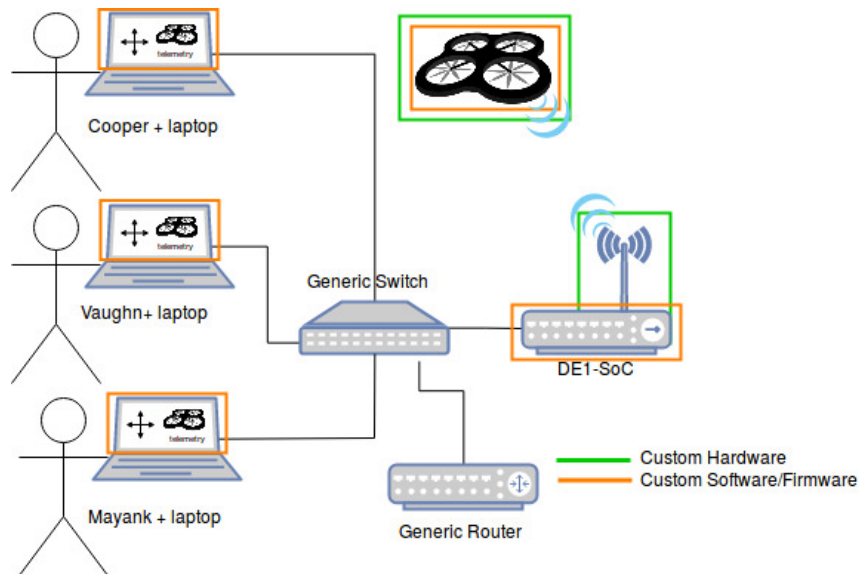 telemetry
Cooper + laptop
telemetry
Vaughn+ laptop
Generic Switch
DE1-SoC
telemetry
Mayank + laptop
Generic Router
Custom Hardware
Custom Software/Firmware